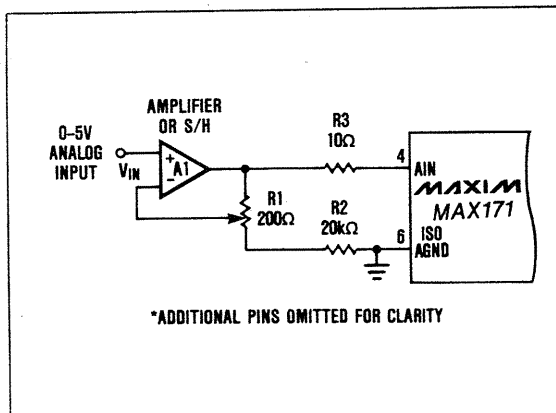 AMPLIFIER
OR S/H
0–5V
ANALOG
INPUT
VIN
+
−
A1
R1
200Ω
R3
10Ω
R2
20kΩ
4
AIN
MAXIM
MAX171
6
ISO
AGND
*ADDITIONAL PINS OMITTED FOR CLARITY